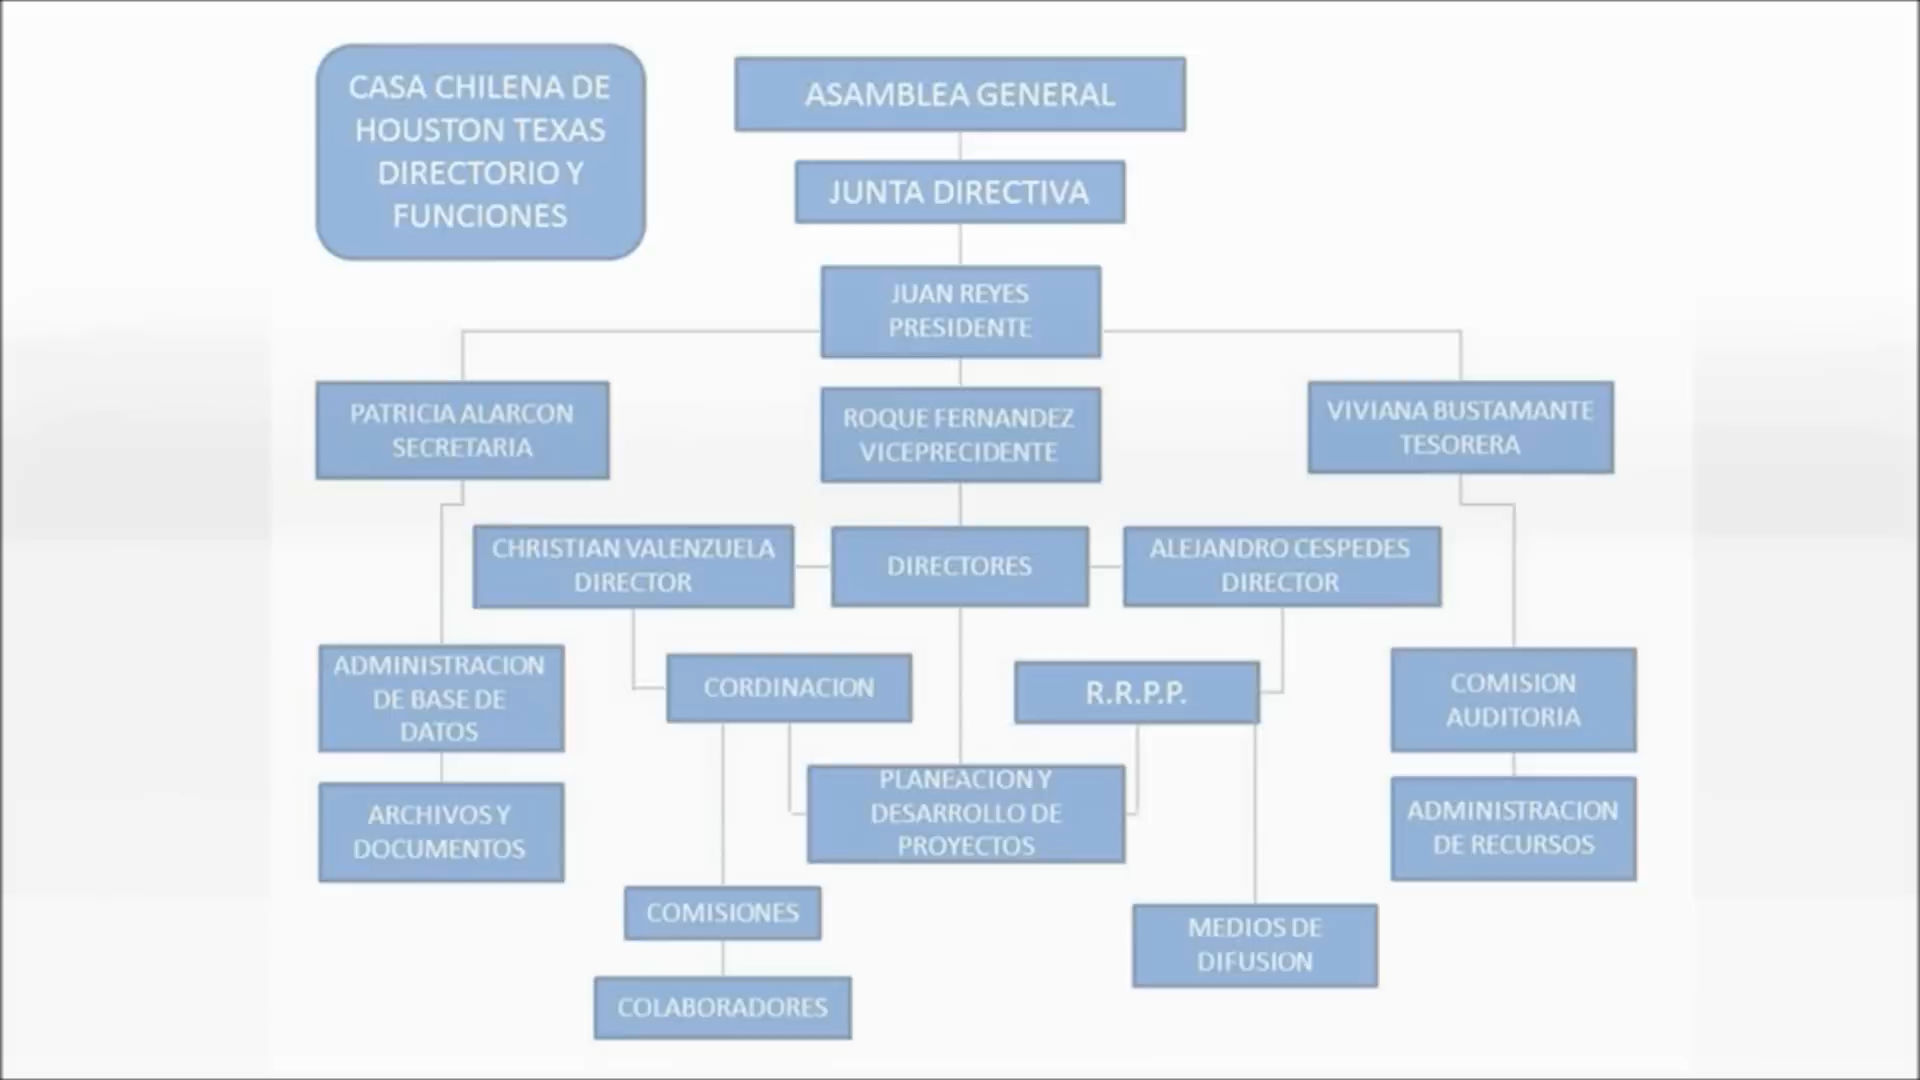 CASA CHILENA DE
HOUSTON TEXAS
DIRECTORIO Y
FUNCIONES
ASAMBLEA GENERAL
JUNTA DIRECTIVA
JUAN REYES
PRESIDENTE
PATRICIA ALARCON
SECRETARIA
ROQUE FERNANDEZ
VICEPRECIDENTE
VIVIANA BUSTAMANTE
TESORERA
CHRISTIAN VALENZUELA
DIRECTOR
DIRECTORES
ALEJANDRO CESPEDES
DIRECTOR
ADMINISTRACION
DE BASE DE
DATOS
CORDINACION
R.R.P.P.
COMISION
AUDITORIA
ARCHIVOS Y
DOCUMENTOS
PLANEACION Y
DESARROLLO DE
PROYECTOS
ADMINISTRACION
DE RECURSOS
COMISIONES
MEDIOS DE
DIFUSION
COLABORADORES